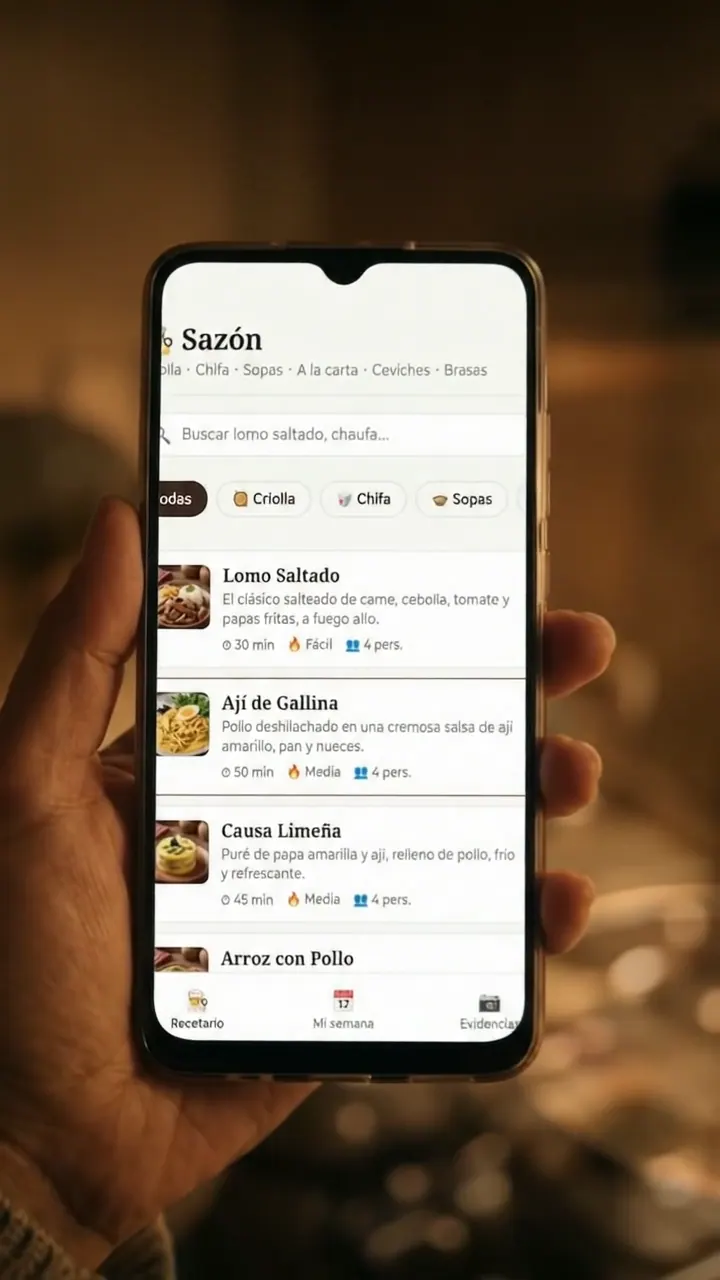 Sazón
olla · Chifa · Sopas · A la carta · Ceviches · Brasas
Buscar lomo saltado, chaufa...
odas
Criolla
Chifa
Sopas
Lomo Saltado
El clásico salteado de carne, cebolla, tomate y
papas fritas, a fuego allo.
30 min Fácil 4 pers.
Ají de Gallina
Pollo deshilachado en una cremosa salsa de ají
amarillo, pan y nueces.
50 min Media 4 pers.
Causa Limeña
Puré de papa amarilla y ají, relleno de pollo, frío
y refrescante.
45 min Media 4 pers.
Arroz con Pollo
17
Recetario
Mi semana
Evidencias